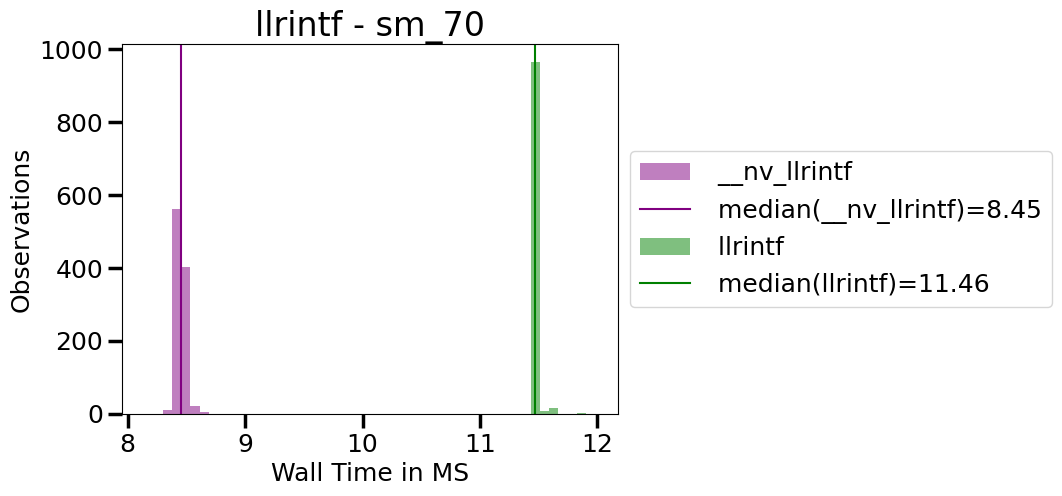 llrintf - sm_70
1000
800
600
400
200
0
Observations
8 9 10 11 12
Wall Time in MS
__nv_llrintf
median(__nv_llrintf)=8.45
llrintf
median(llrintf)=11.46